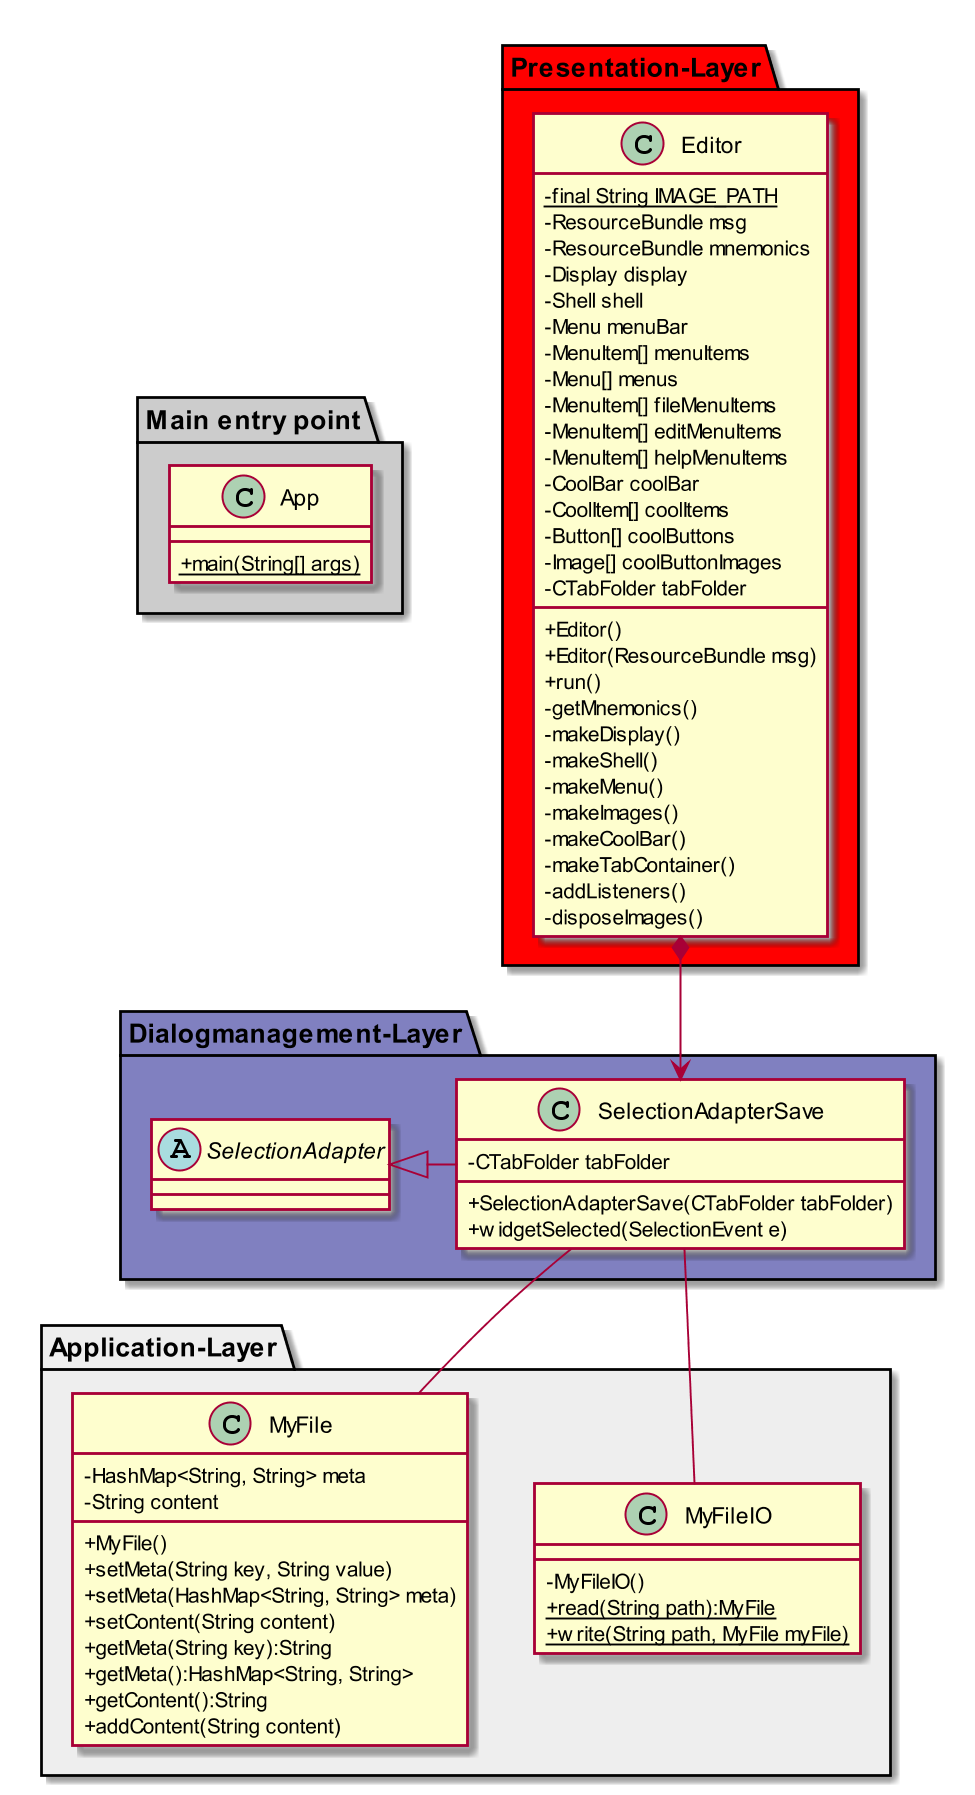 Presentation-Layer
C Editor
-final String IMAGE_PATH
-ResourceBundle msg
-ResourceBundle mnemonics
-Display display
-Shell shell
-Menu menuBar
-MenuItem[] menuItems
-Menu[] menus
-MenuItem[] fileMenuItems
-MenuItem[] editMenuItems
-MenuItem[] helpMenuItems
-CoolBar coolBar
-CoolItem[] coolItems
-Button[] coolButtons
-Image[] coolButtonImages
-CTabFolder tabFolder
+Editor()
+Editor(ResourceBundle msg)
+run()
-getMnemonics()
-makeDisplay()
-makeShell()
-makeMenu()
-makeImages()
-makeCoolBar()
-makeTabContainer()
-addListeners()
-disposeImages()
Main entry point
C App
+main(String[] args)
Dialogmanagement-Layer
A SelectionAdapter
C SelectionAdapterSave
-CTabFolder tabFolder
+SelectionAdapterSave(CTabFolder tabFolder)
+widgetSelected(SelectionEvent e)
Application-Layer
C MyFile
-HashMap<String, String> meta
-String content
+MyFile()
+setMeta(String key, String value)
+setMeta(HashMap<String, String> meta)
+setContent(String content)
+getMeta(String key):String
+getMeta():HashMap<String, String>
+getContent():String
+addContent(String content)
C MyFileIO
-MyFileIO()
+read(String path):MyFile
+write(String path, MyFile myFile)